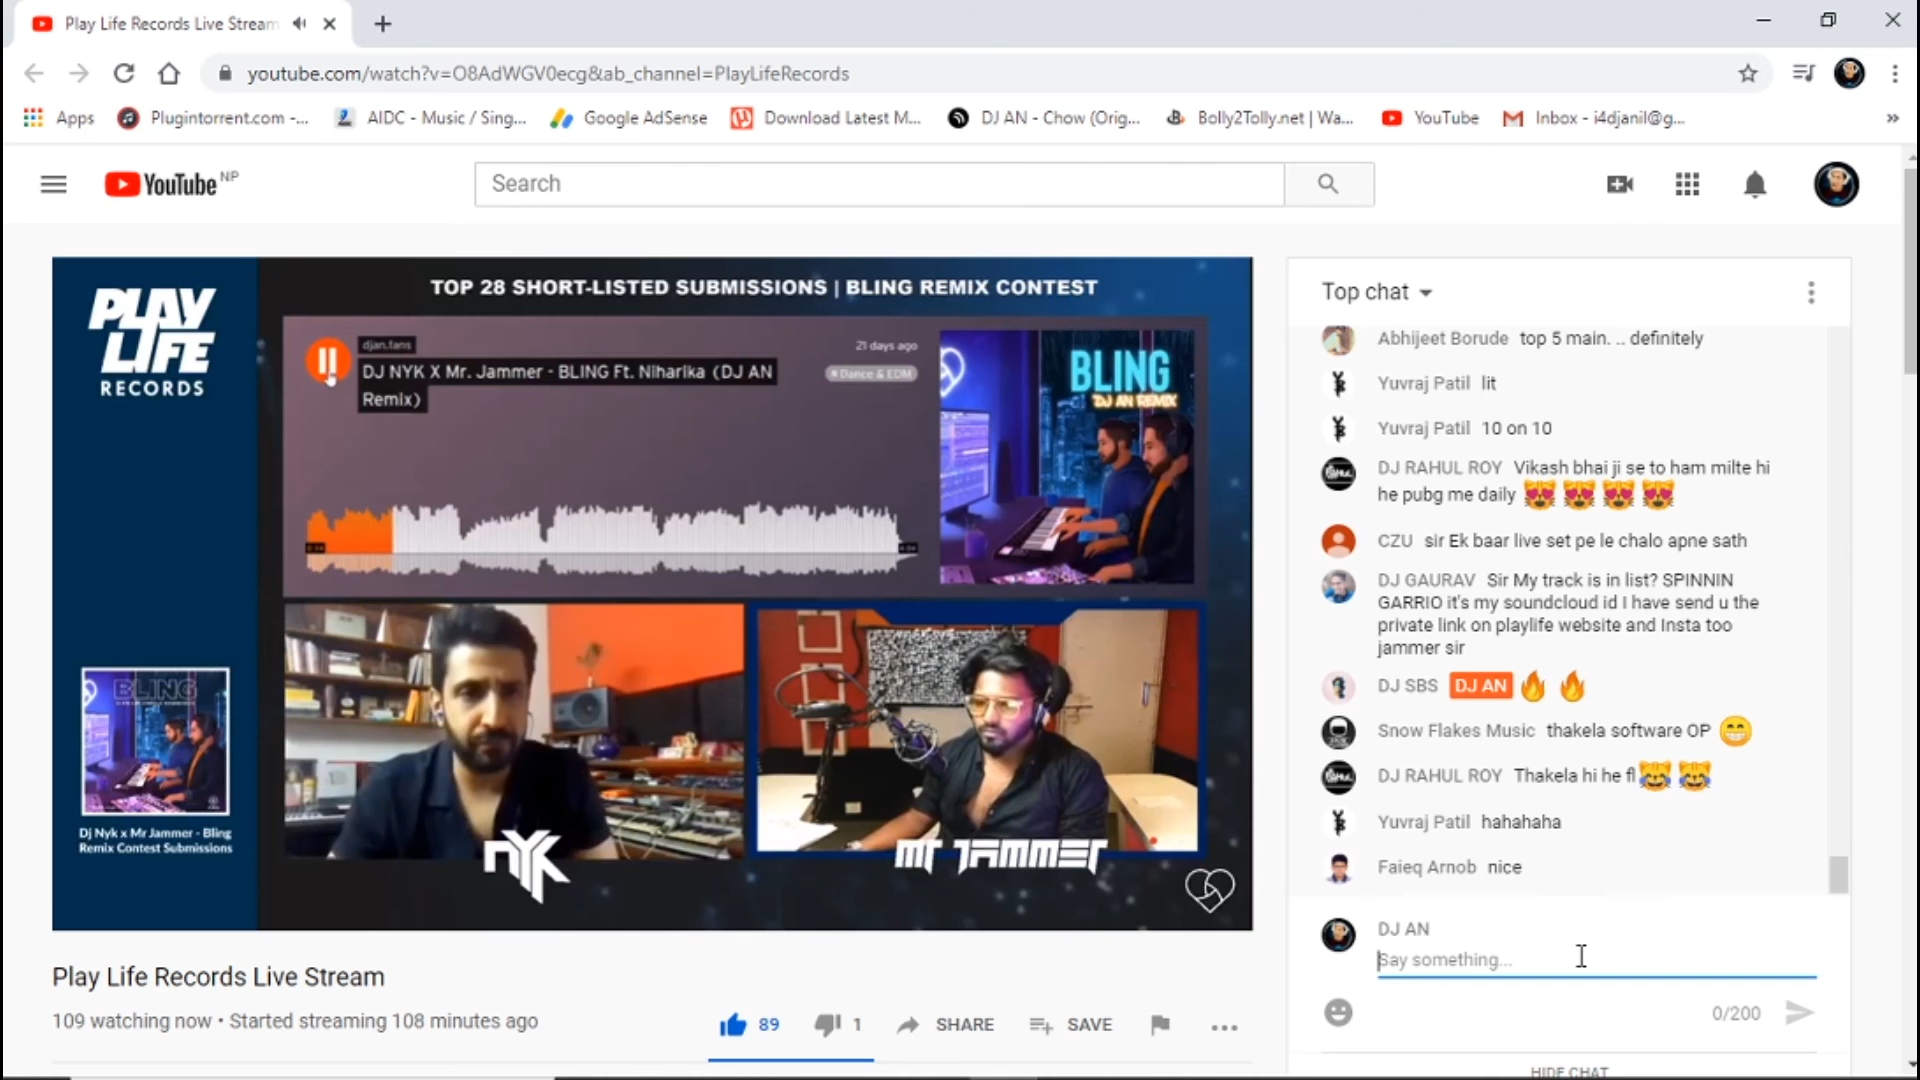 Play Life Records Live Stream
youtube.com/watch?v=O8AdWGV0ecg&ab_channel=PlayLifeRecords
Apps
Plugintorrent.com -...
AIDC - Music / Sing...
Google AdSense
Download Latest M...
DJ AN - Chow (Orig...
Bolly2Tolly.net | Wa...
YouTube
Inbox - i4djanil@g...
»
YouTube NP
Search
PLAY
LIFE
RECORDS
TOP 28 SHORT-LISTED SUBMISSIONS | BLING REMIX CONTEST
djan.fans
21 days ago
DJ NYK X Mr. Jammer - BLING Ft. Niharika (DJ AN
Remix)
# Dance & EDM
BLING
DJ AN REMIX
0:34
4:04
BLING
Dj Nyk x Mr Jammer - Bling
Remix Contest Submissions
NYK
MR JAMMER
Play Life Records Live Stream
109 watching now • Started streaming 108 minutes ago
89
1
SHARE
SAVE
Top chat
Abhijeet Borude top 5 main. .. definitely
Yuvraj Patil lit
Yuvraj Patil 10 on 10
DJ RAHUL ROY Vikash bhai ji se to ham milte hi
he pubg me daily
CZU sir Ek baar live set pe le chalo apne sath
DJ GAURAV Sir My track is in list? SPINNIN
GARRIO it's my soundcloud id I have send u the
private link on playlife website and Insta too
jammer sir
DJ SBS DJ AN
Snow Flakes Music thakela software OP
DJ RAHUL ROY Thakela hi he fl
Yuvraj Patil hahahaha
Faieq Arnob nice
DJ AN
Say something...
0/200
HIDE CHAT